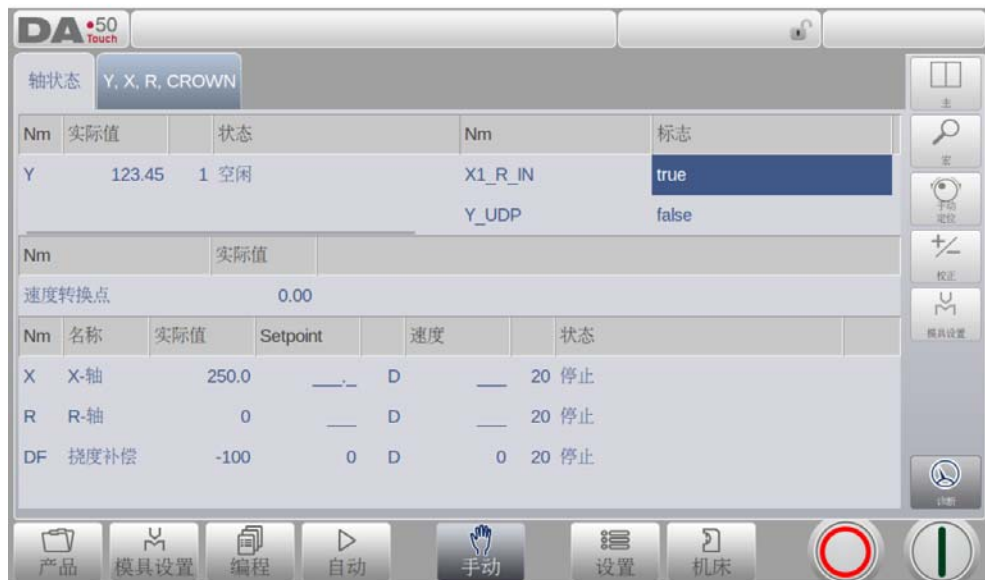 DA •50 Touch
轴状态 Y, X, R, CROWN
主
Nm 实际值 状态 Nm 标志
宏
Y 123.45 1 空闲 X1_R_IN true
手动
定位
Y_UDP false
Nm 实际值
校正
速度转换点 0.00
模具设置
Nm 名称 实际值 Setpoint 速度 状态
X X-轴 250.0 ___._ D ___ 20 停止
R R-轴 0 ___ D ___ 20 停止
DF 挠度补偿 -100 0 D 0 20 停止
诊断
产品 模具设置 编程 自动 手动 设置 机床